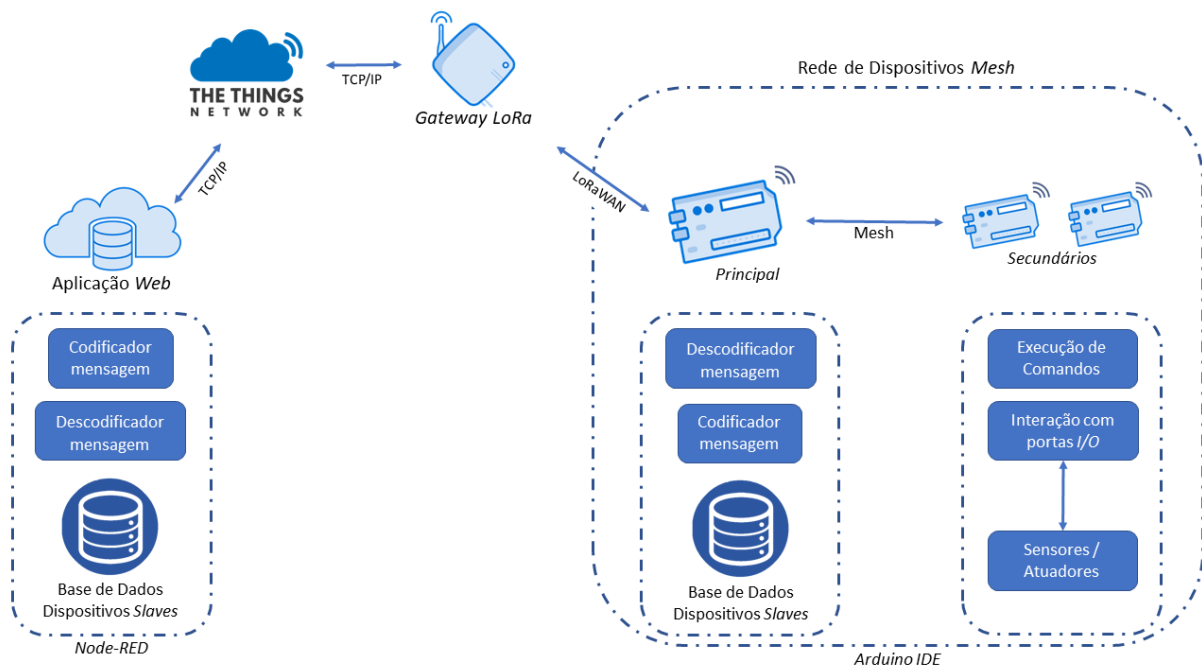 THE THINGS
NETWORK
TCP/IP
Gateway LoRa
Rede de Dispositivos Mesh
TCP/IP
LoRaWAN
Aplicação Web
Principal
Mesh
Secundários
Codificador
mensagem
Descodificador
mensagem
Base de Dados
Dispositivos Slaves
Node-RED
Descodificador
mensagem
Codificador
mensagem
Base de Dados
Dispositivos Slaves
Execução de
Comandos
Interação com
portas I/O
Sensores /
Atuadores
Arduino IDE